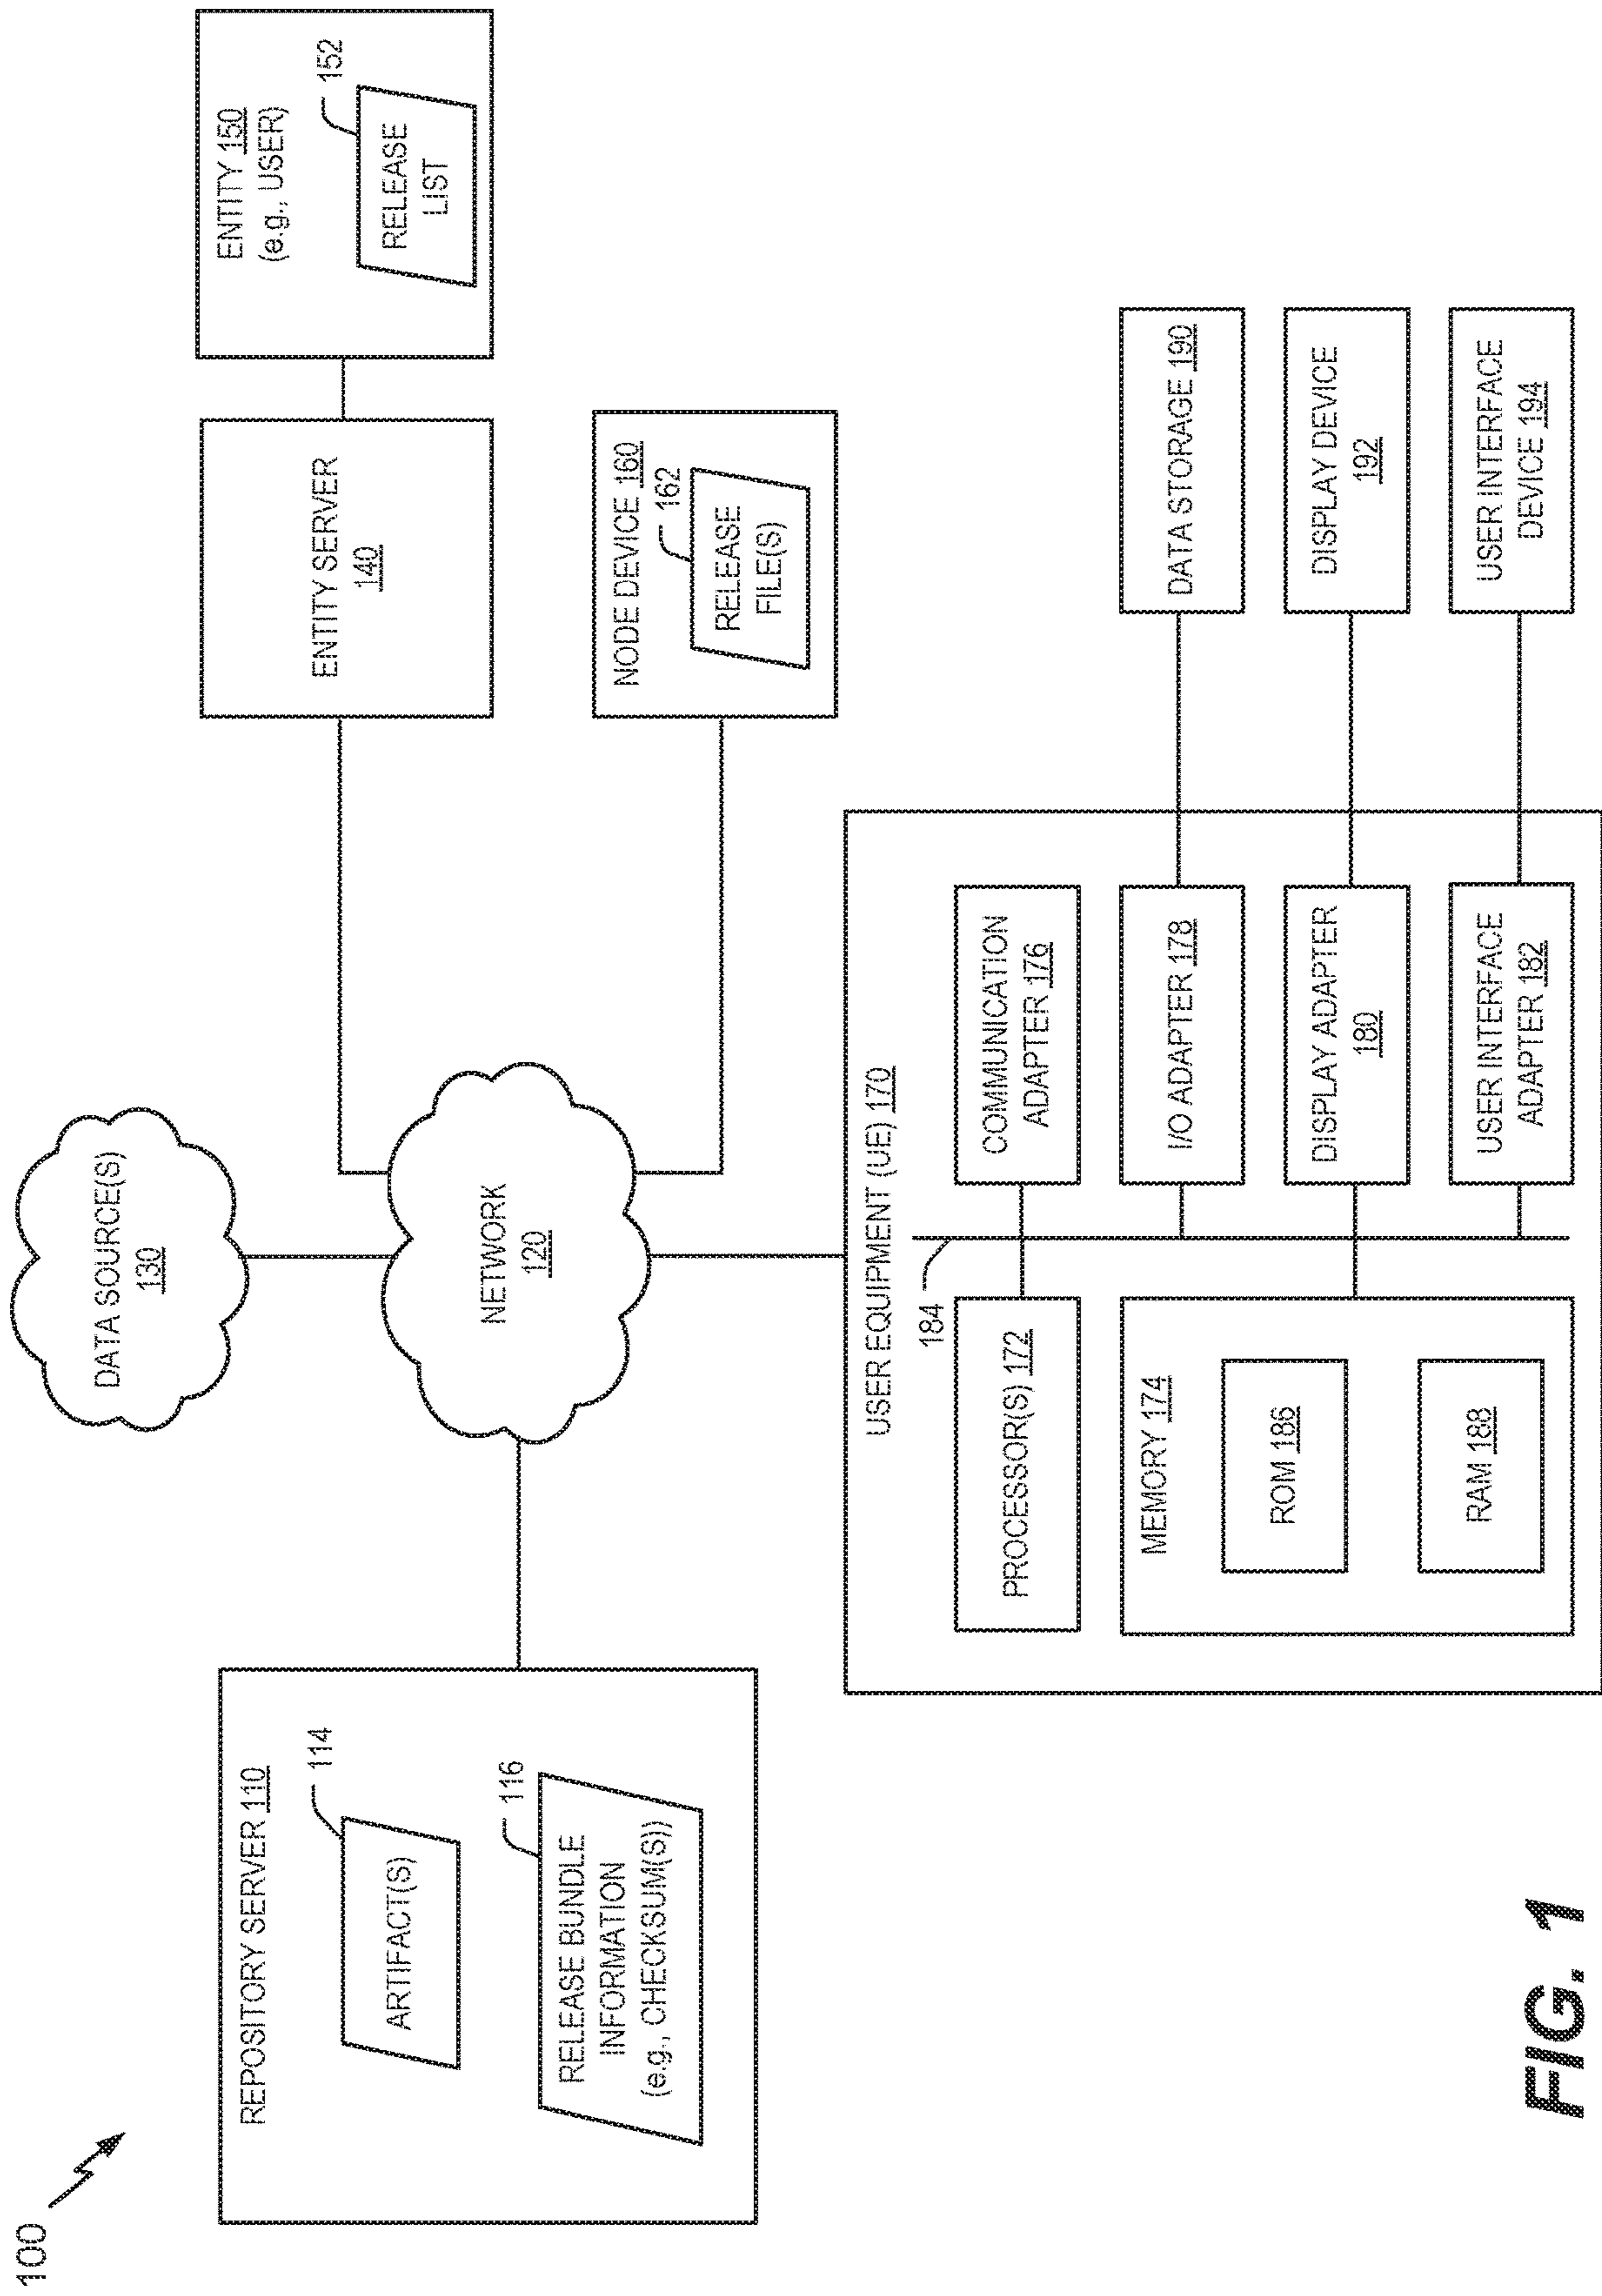 100
REPOSITORY SERVER 110
114
ARTIFACT(S)
116
RELEASE BUNDLE
INFORMATION
(e.g., CHECKSUM(S))
DATA SOURCE(S)
130
NETWORK
120
ENTITY SERVER
140
ENTITY 150
(e.g., USER)
152
RELEASE
LIST
NODE DEVICE 160
162
RELEASE
FILE(S)
USER EQUIPMENT (UE) 170
184
PROCESSOR(S) 172
MEMORY 174
ROM 186
RAM 188
COMMUNICATION
ADAPTER 176
I/O ADAPTER 178
DISPLAY ADAPTER
180
USER INTERFACE
ADAPTER 182
DATA STORAGE 190
DISPLAY DEVICE
192
USER INTERFACE
DEVICE 194
FIG. 1